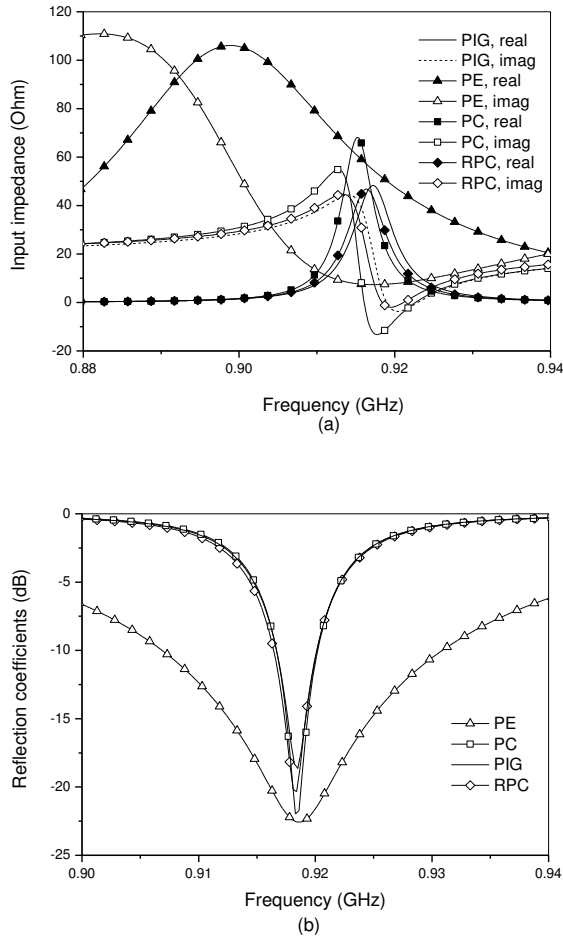 120
100
80
60
40
20
0
-20
Input impedance (Ohm)
PIG, real
PIG, imag
PE, real
PE, imag
PC, real
PC, imag
RPC, real
RPC, imag
0.88 0.90 0.92 0.94
Frequency (GHz)
(a)
0
-5
-10
-15
-20
-25
Reflection coefficients (dB)
PE
PC
PIG
RPC
0.90 0.91 0.92 0.93 0.94
Frequency (GHz)
(b)